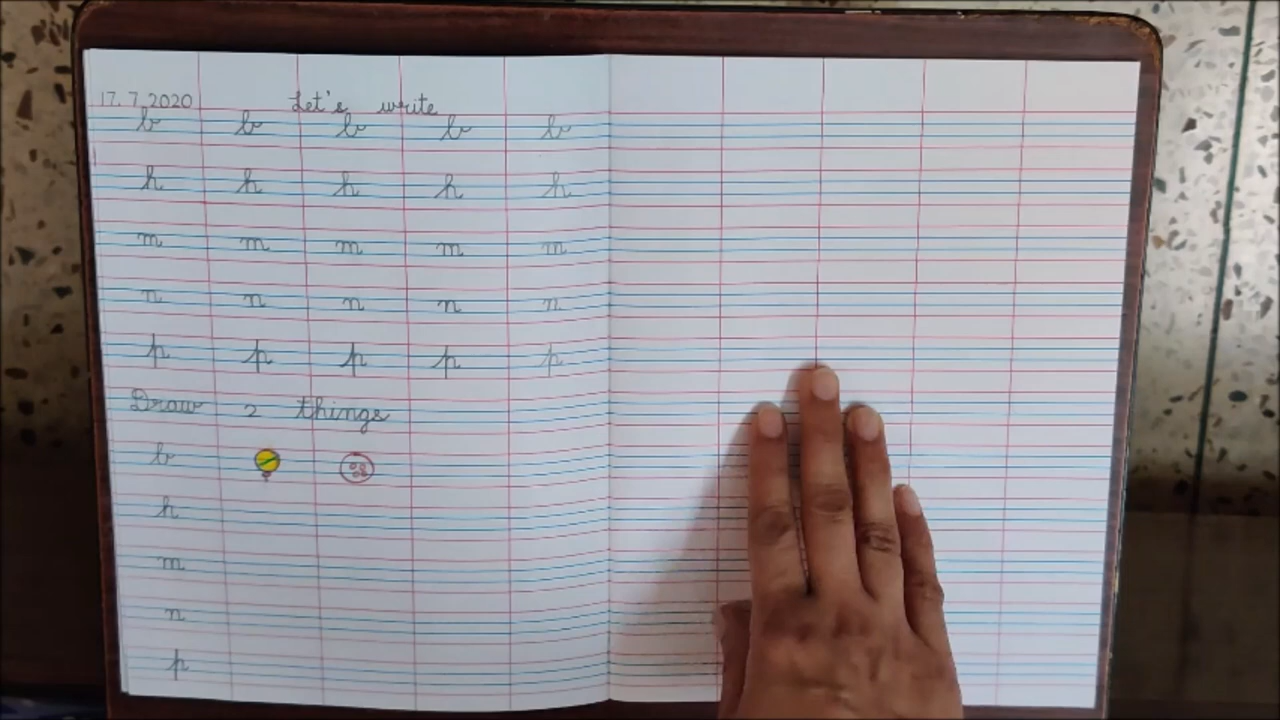 17.7.2020 Let's write
b b b b b
h h h h h
m m m m m
n n n n n
p p p p p
Draw 2 things
b
h
m
n
p